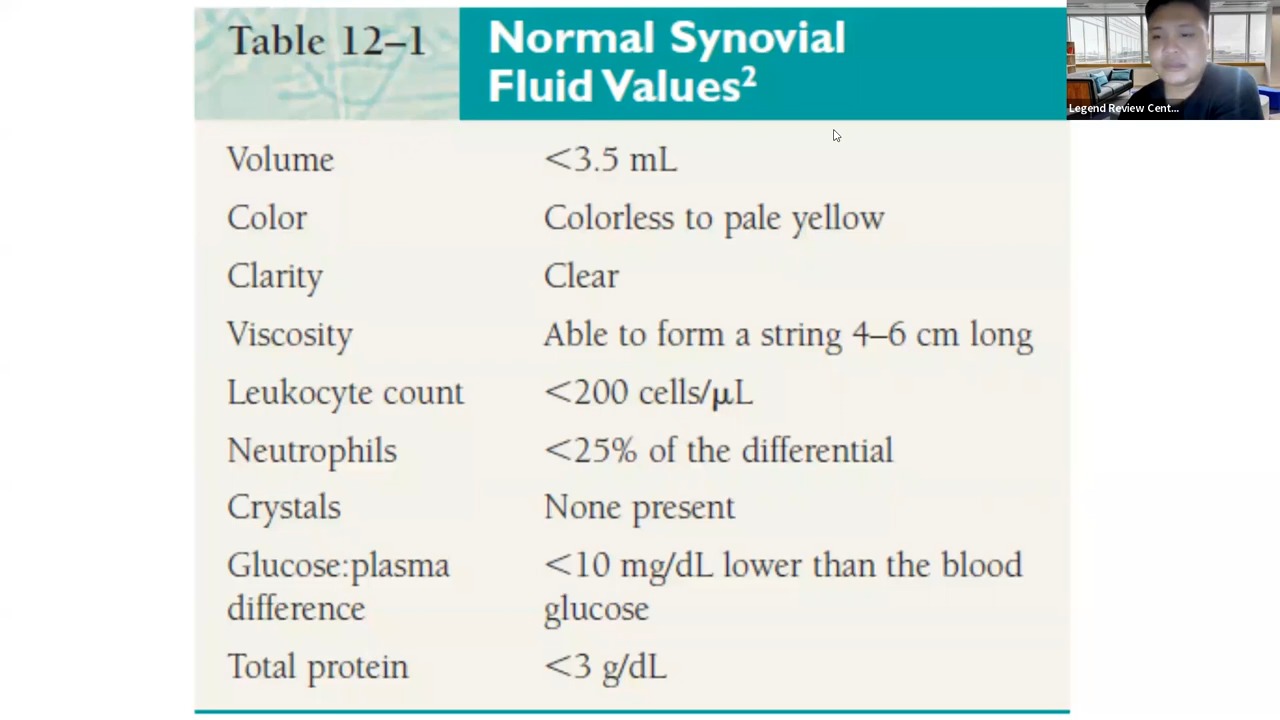 Table 12–1
Normal Synovial
Fluid Values²
Legend Review Cent...
Volume <3.5 mL
Color Colorless to pale yellow
Clarity Clear
Viscosity Able to form a string 4–6 cm long
Leukocyte count <200 cells/μL
Neutrophils <25% of the differential
Crystals None present
Glucose:plasma <10 mg/dL lower than the blood
difference glucose
Total protein <3 g/dL